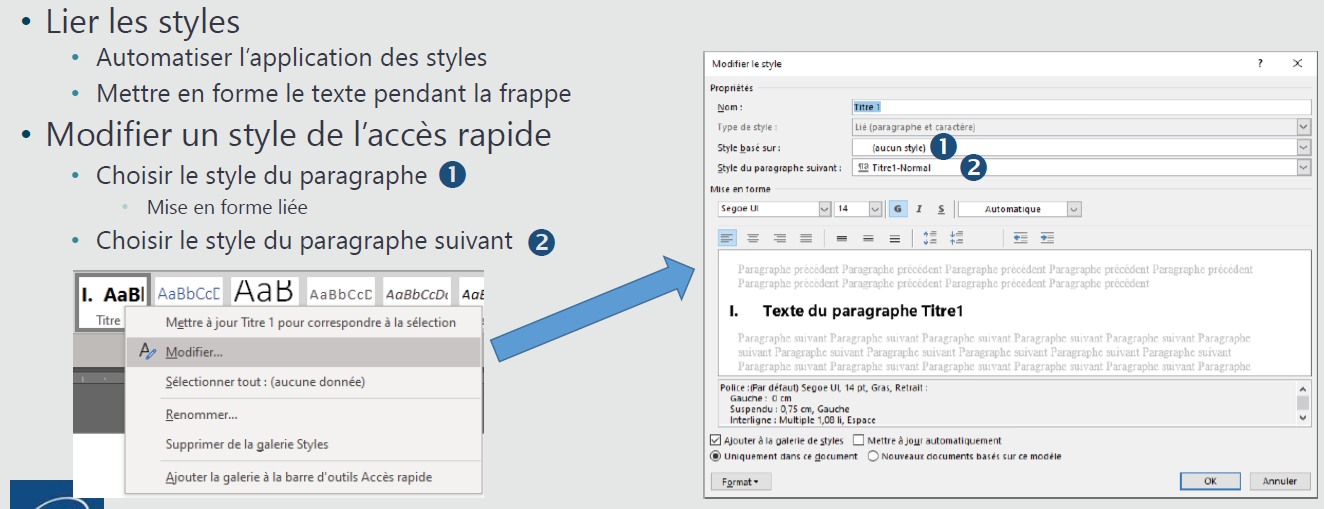 • Lier les styles
• Automatiser l’application des styles
• Mettre en forme le texte pendant la frappe
• Modifier un style de l’accès rapide
• Choisir le style du paragraphe ❶
• Mise en forme liée
• Choisir le style du paragraphe suivant ❷
I. AaBl AaBbCcD AaB AaBbCcD AaBbCcDc AaE
Titre
Mettre à jour Titre 1 pour correspondre à la sélection
Modifier...
Sélectionner tout : (aucune donnée)
Renommer...
Supprimer de la galerie Styles
Ajouter la galerie à la barre d’outils Accès rapide
Modifier le style ? ×
Propriétés
Nom : Titre 1
Type de style : Lié (paragraphe et caractère)
Style basé sur : (aucun style) ❶
Style du paragraphe suivant : ¶a Titre1-Normal ❷
Mise en forme
Segoe UI 14 G I S Automatique
Paragraphe précédent Paragraphe précédent Paragraphe précédent Paragraphe précédent Paragraphe précédent
Paragraphe précédent Paragraphe précédent Paragraphe précédent Paragraphe précédent
I. Texte du paragraphe Titre1
Paragraphe suivant Paragraphe suivant Paragraphe suivant Paragraphe suivant Paragraphe suivant Paragraphe
suivant Paragraphe suivant Paragraphe suivant Paragraphe suivant Paragraphe suivant Paragraphe suivant
Paragraphe suivant Paragraphe suivant Paragraphe suivant Paragraphe suivant Paragraphe suivant Paragraphe
Police :(Par défaut) Segoe UI, 14 pt, Gras, Retrait :
Gauche : 0 cm
Suspendu : 0,75 cm, Gauche
Interligne : Multiple 1,08 li, Espace
Ajouter à la galerie de styles Mettre à jour automatiquement
Uniquement dans ce document Nouveaux documents basés sur ce modèle
Format OK Annuler